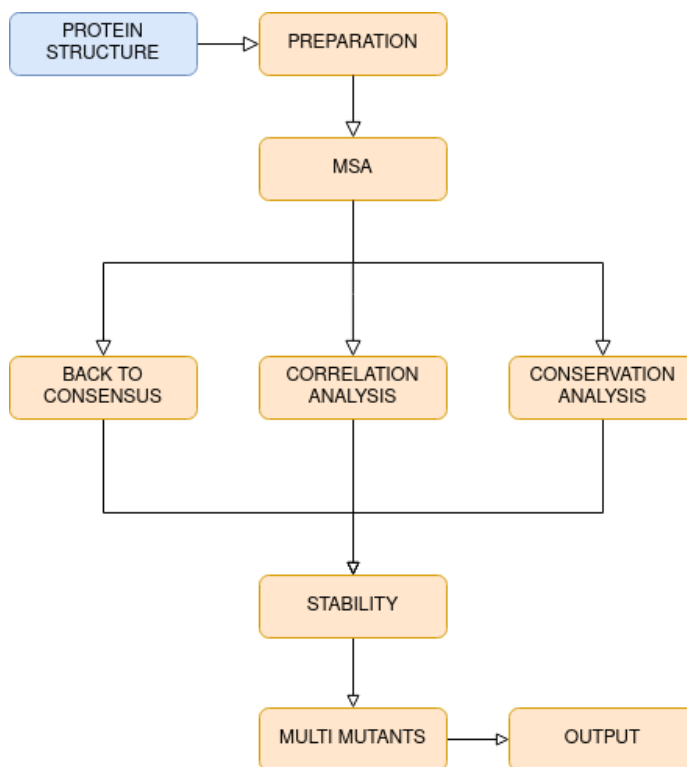 PROTEIN
STRUCTURE
PREPARATION
MSA
BACK TO
CONSENSUS
CORRELATION
ANALYSIS
CONSERVATION
ANALYSIS
STABILITY
MULTI MUTANTS
OUTPUT